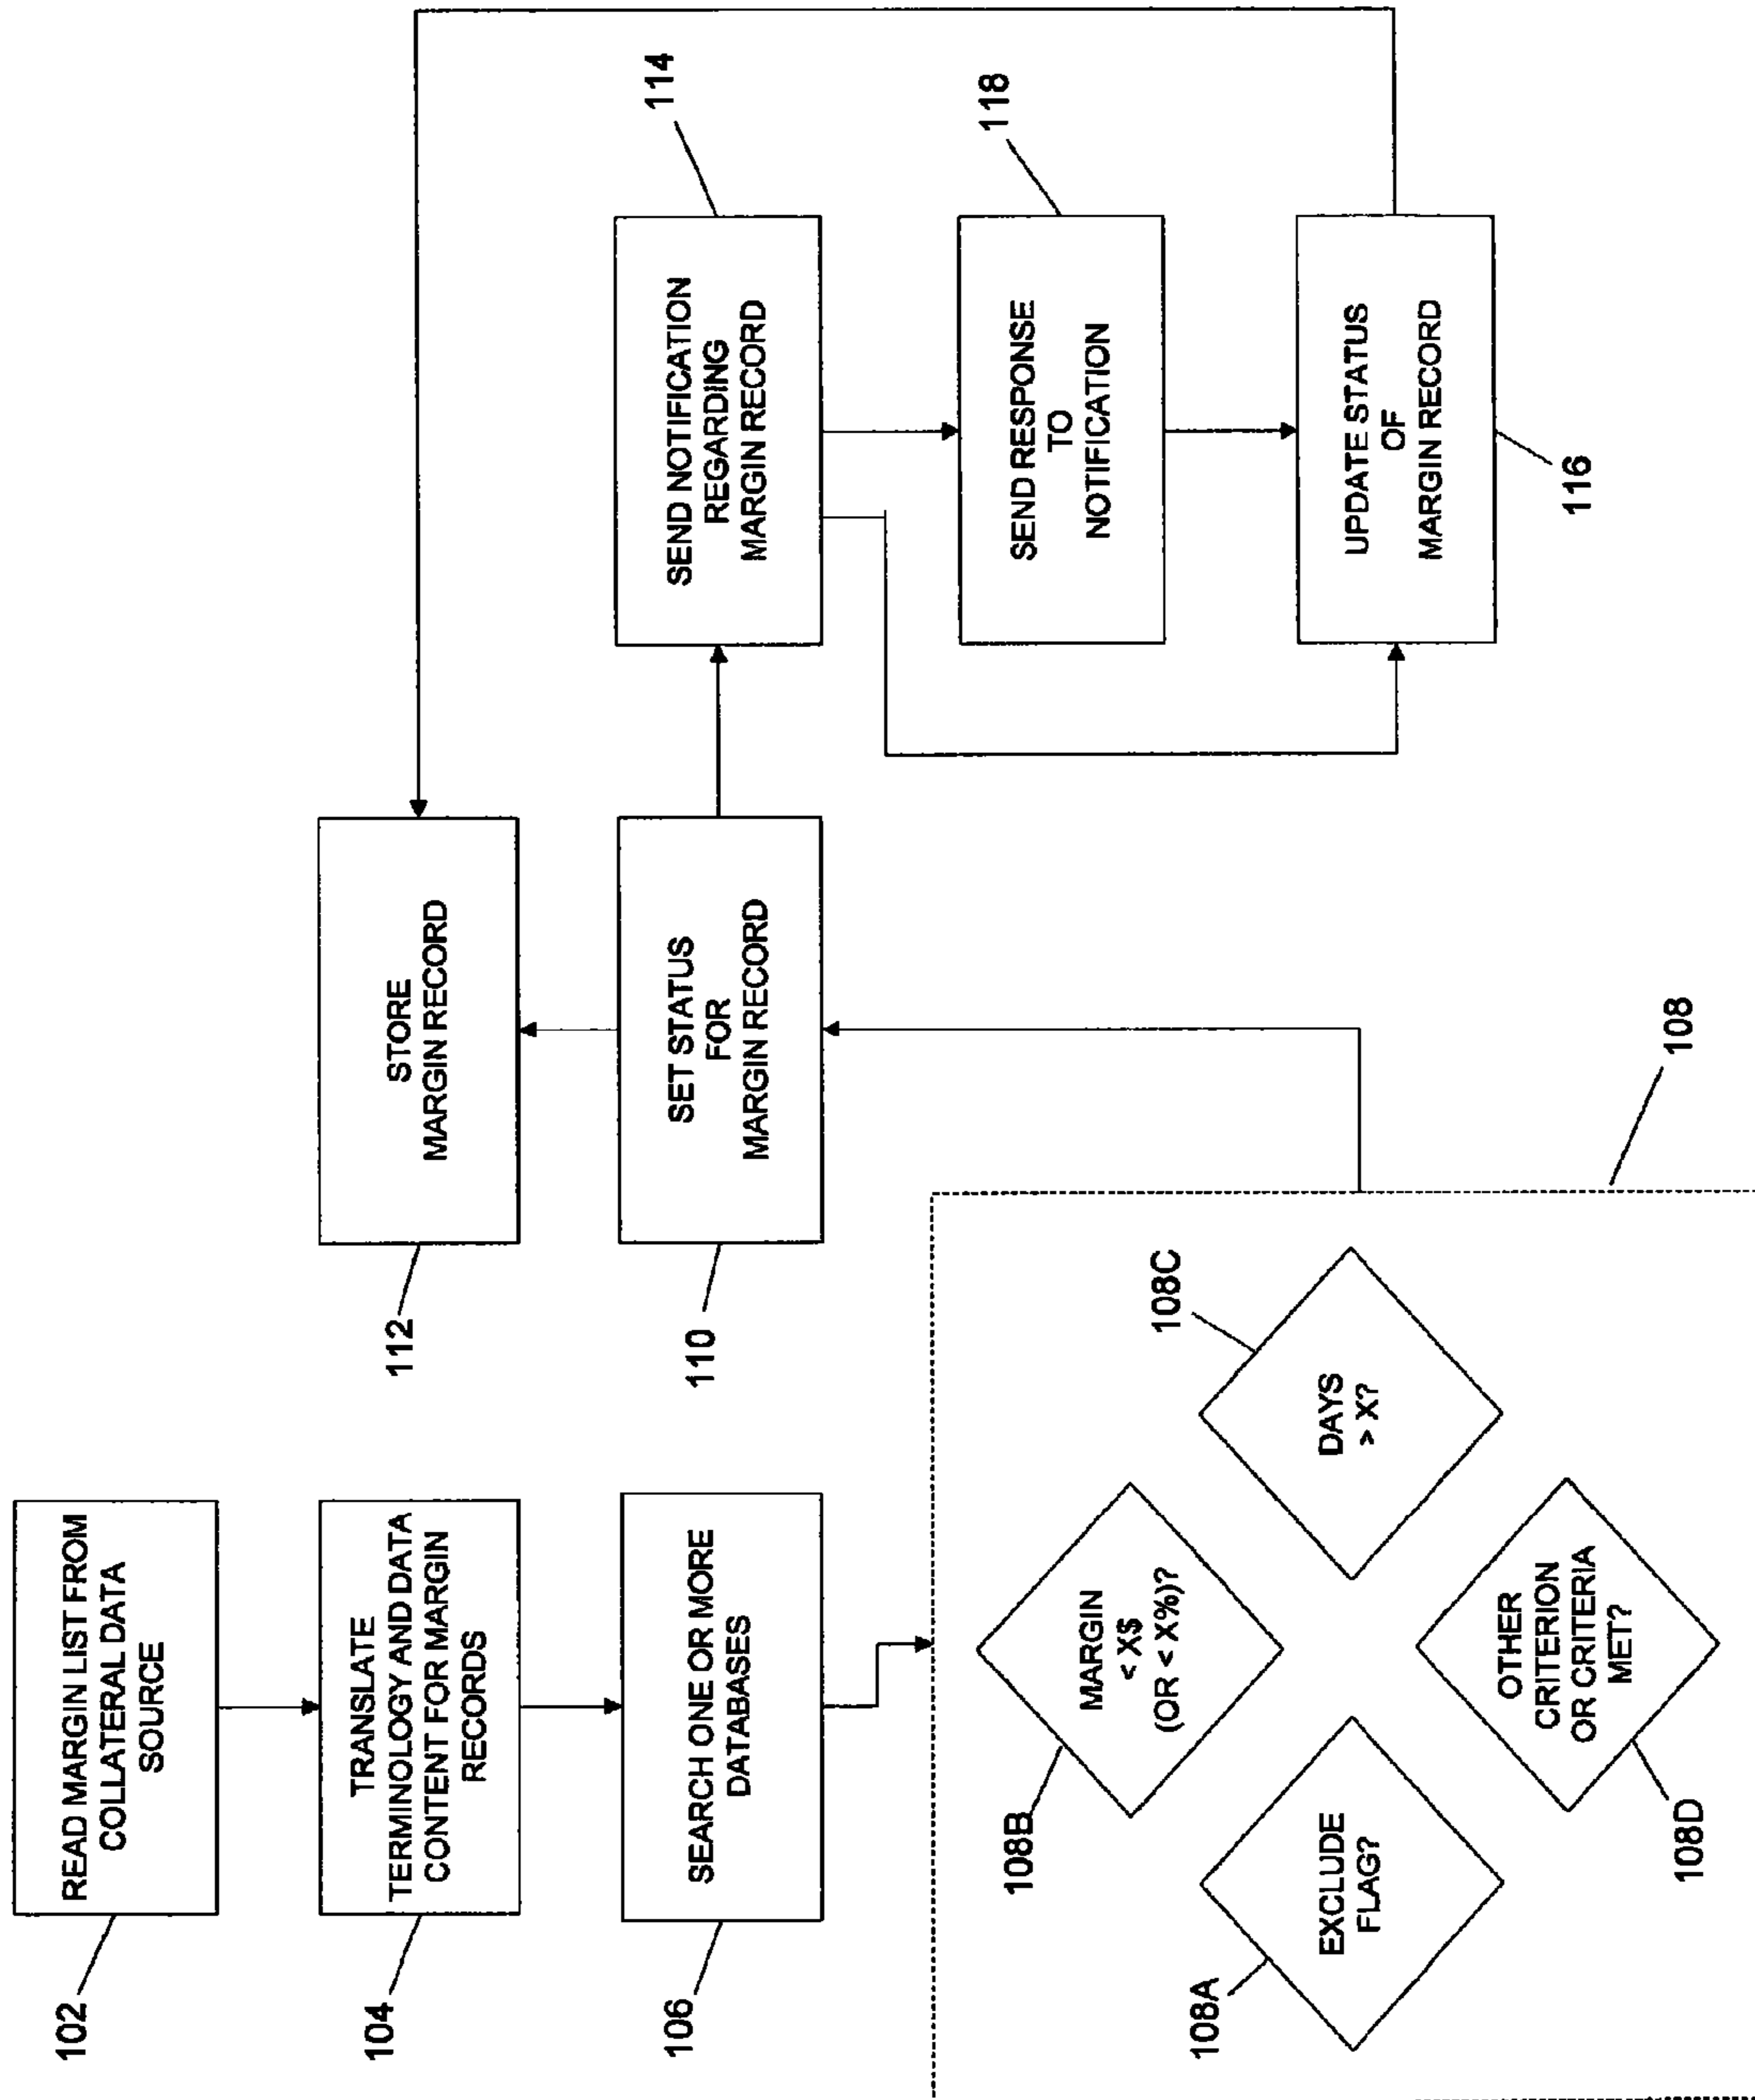 102
READ MARGIN LIST FROM
COLLATERAL DATA
SOURCE
104
TRANSLATE
TERMINOLOGY AND DATA
CONTENT FOR MARGIN
RECORDS
106
SEARCH ONE OR MORE
DATABASES
108
108A
EXCLUDE
FLAG?
108B
MARGIN
< X$
(OR < X%)?
108C
DAYS
> X?
108D
OTHER
CRITERION
OR CRITERIA
MET?
112
STORE
MARGIN RECORD
110
SET STATUS
FOR
MARGIN RECORD
114
SEND NOTIFICATION
REGARDING
MARGIN RECORD
118
SEND RESPONSE
TO
NOTIFICATION
116
UPDATE STATUS
OF
MARGIN RECORD